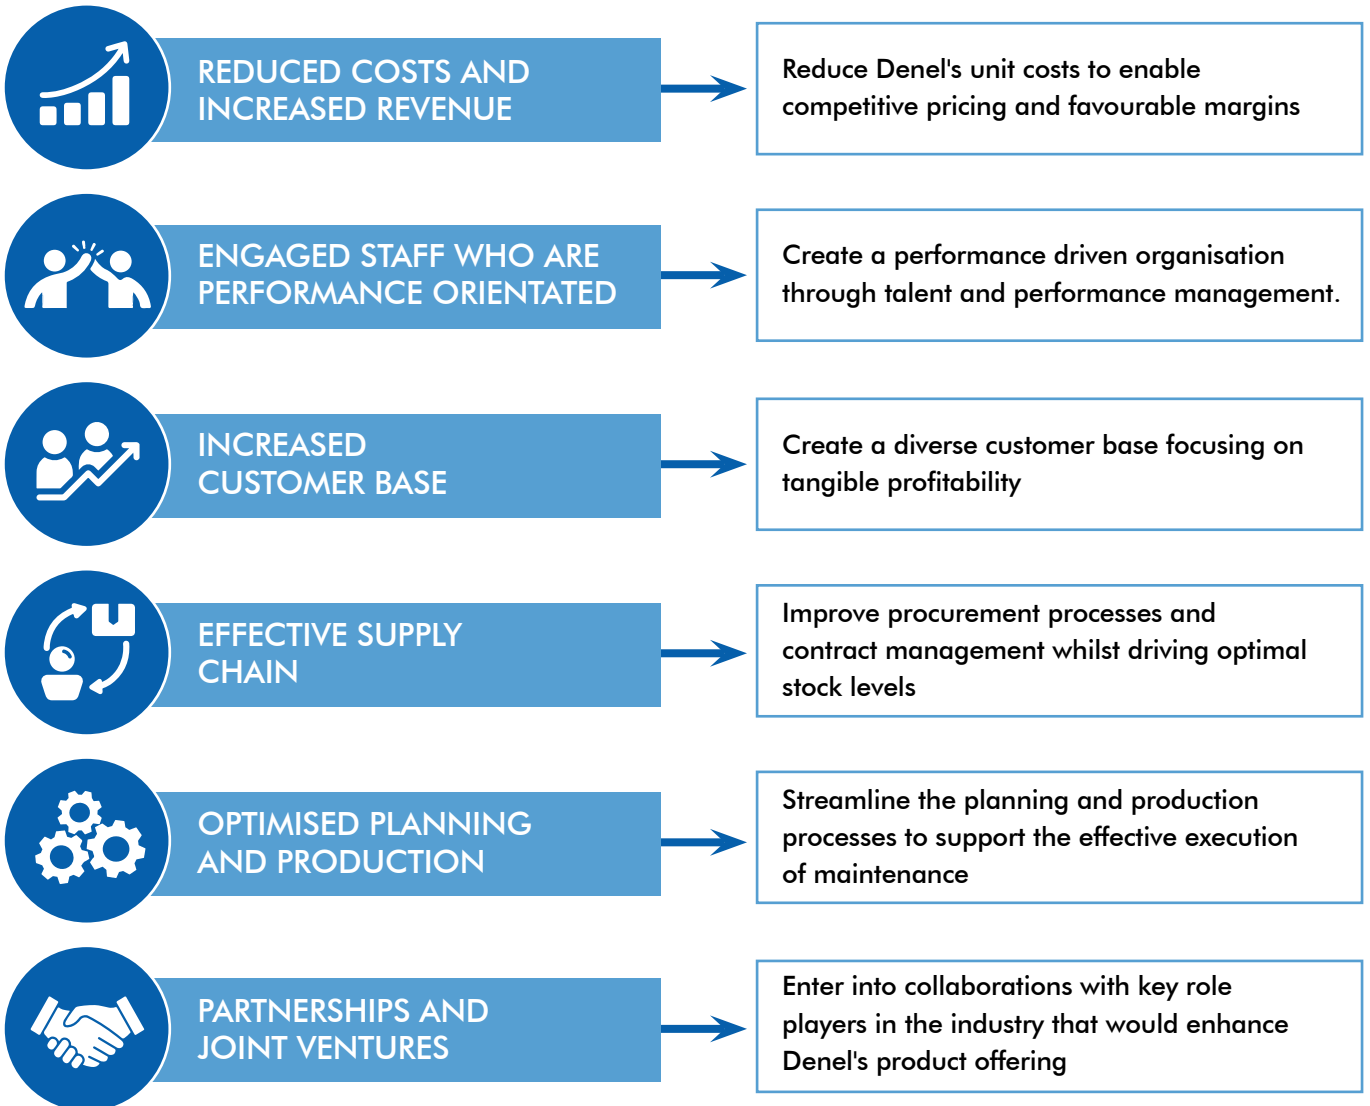 REDUCED COSTS AND
INCREASED REVENUE
Reduce Denel's unit costs to enable
competitive pricing and favourable margins
ENGAGED STAFF WHO ARE
PERFORMANCE ORIENTATED
Create a performance driven organisation
through talent and performance management.
INCREASED
CUSTOMER BASE
Create a diverse customer base focusing on
tangible profitability
EFFECTIVE SUPPLY
CHAIN
Improve procurement processes and
contract management whilst driving optimal
stock levels
OPTIMISED PLANNING
AND PRODUCTION
Streamline the planning and production
processes to support the effective execution
of maintenance
PARTNERSHIPS AND
JOINT VENTURES
Enter into collaborations with key role
players in the industry that would enhance
Denel's product offering